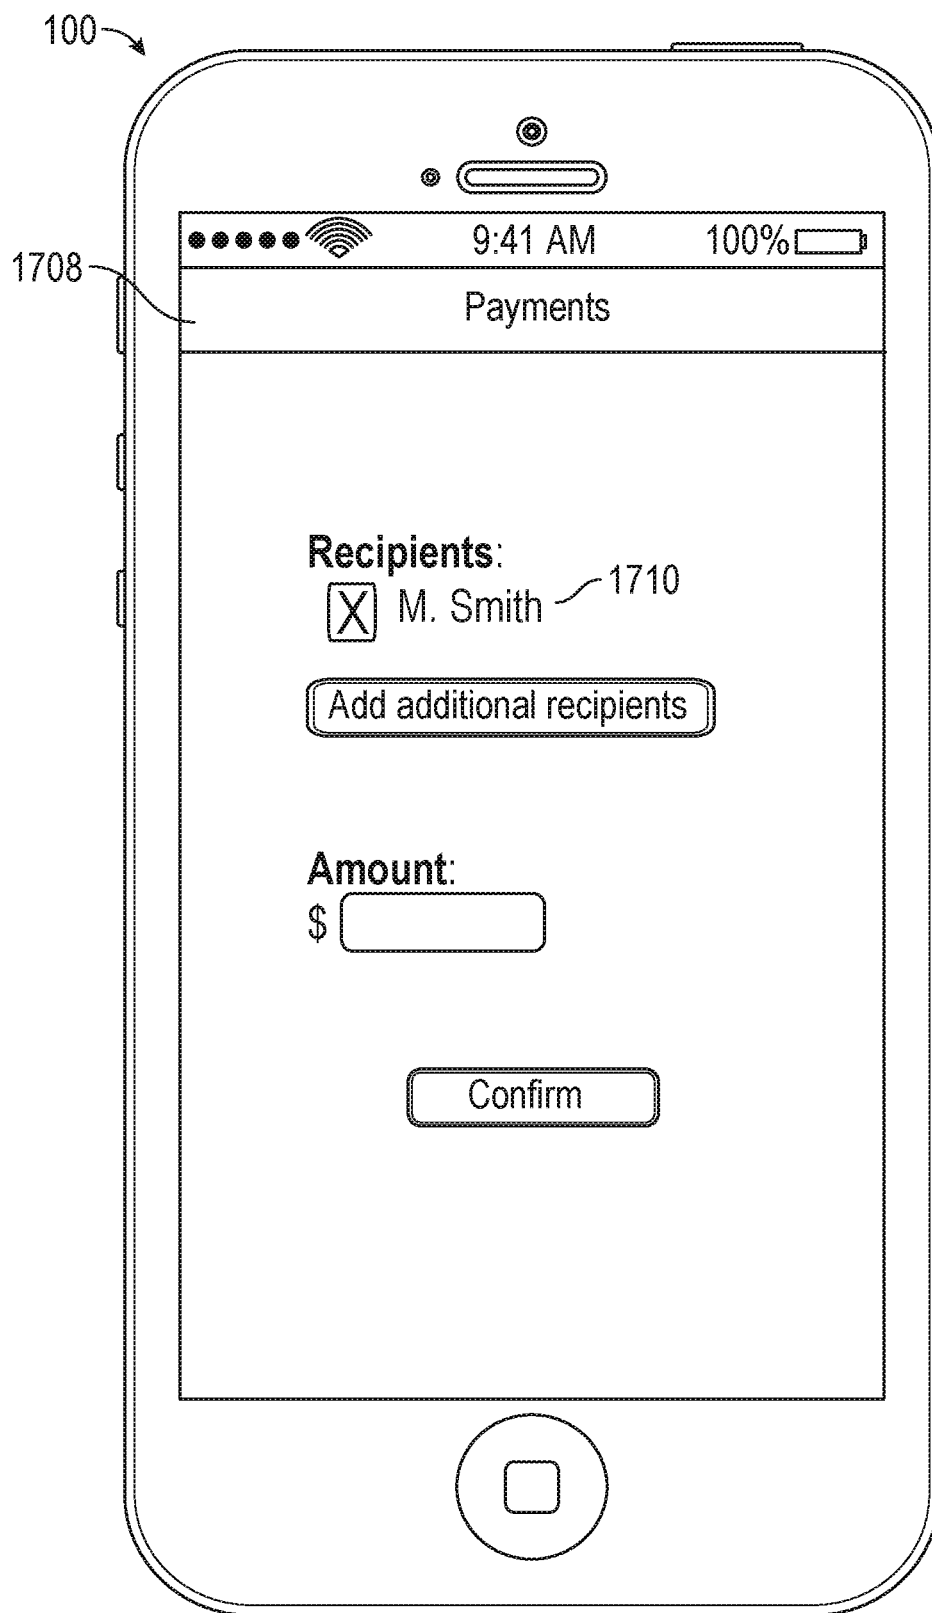 100
9:41 AM 100%
1708
Payments
Recipients:
X M. Smith 1710
Add additional recipients
Amount:
$
Confirm